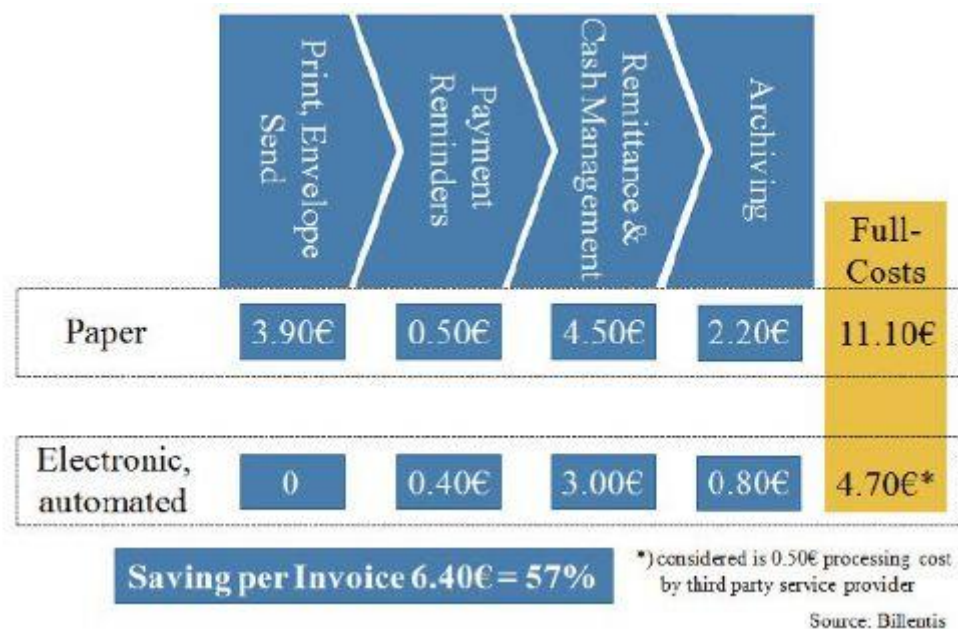 Print, Envelope
Send
Payment
Reminders
Remittance &
Cash Management
Archiving
Full-
Costs
Paper
3.90€
0.50€
4.50€
2.20€
11.10€
Electronic,
automated
0
0.40€
3.00€
0.80€
4.70€*
Saving per Invoice 6.40€ = 57%
*) considered is 0.50€ processing cost
by third party service provider
Source: Billentis